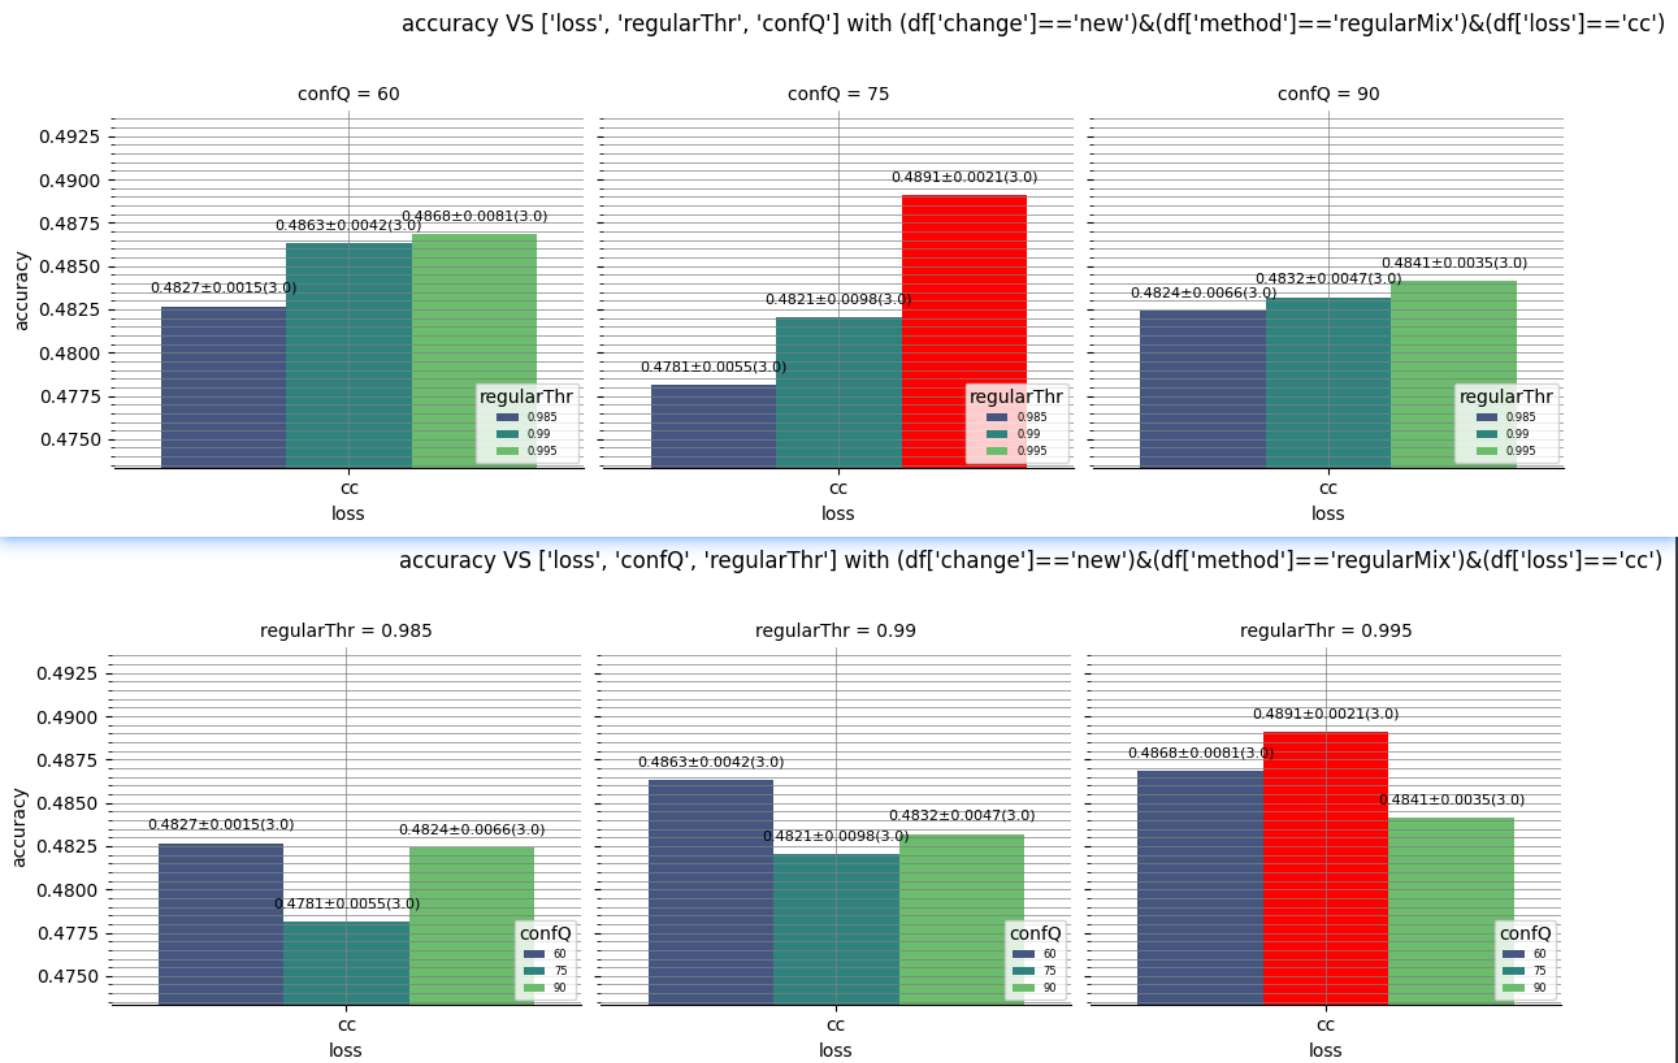 accuracy VS ['loss', 'regularThr', 'confQ'] with (df['change']=='new')&(df['method']=='regularMix')&(df['loss']=='cc')
confQ = 60
confQ = 75
confQ = 90
accuracy
0.4925
0.4900
0.4875
0.4850
0.4825
0.4800
0.4775
0.4750
0.4827±0.0015(3.0)
0.4863±0.0042(3.0)
0.4868±0.0081(3.0)
regularThr
0.985
0.99
0.995
cc
loss
0.4781±0.0055(3.0)
0.4821±0.0098(3.0)
0.4891±0.0021(3.0)
regularThr
0.985
0.99
0.995
cc
loss
0.4824±0.0066(3.0)
0.4832±0.0047(3.0)
0.4841±0.0035(3.0)
regularThr
0.985
0.99
0.995
cc
loss
accuracy VS ['loss', 'confQ', 'regularThr'] with (df['change']=='new')&(df['method']=='regularMix')&(df['loss']=='cc')
regularThr = 0.985
regularThr = 0.99
regularThr = 0.995
accuracy
0.4925
0.4900
0.4875
0.4850
0.4825
0.4800
0.4775
0.4750
0.4827±0.0015(3.0)
0.4781±0.0055(3.0)
0.4824±0.0066(3.0)
confQ
60
75
90
cc
loss
0.4863±0.0042(3.0)
0.4821±0.0098(3.0)
0.4832±0.0047(3.0)
confQ
60
75
90
cc
loss
0.4868±0.0081(3.0)
0.4891±0.0021(3.0)
0.4841±0.0035(3.0)
confQ
60
75
90
cc
loss